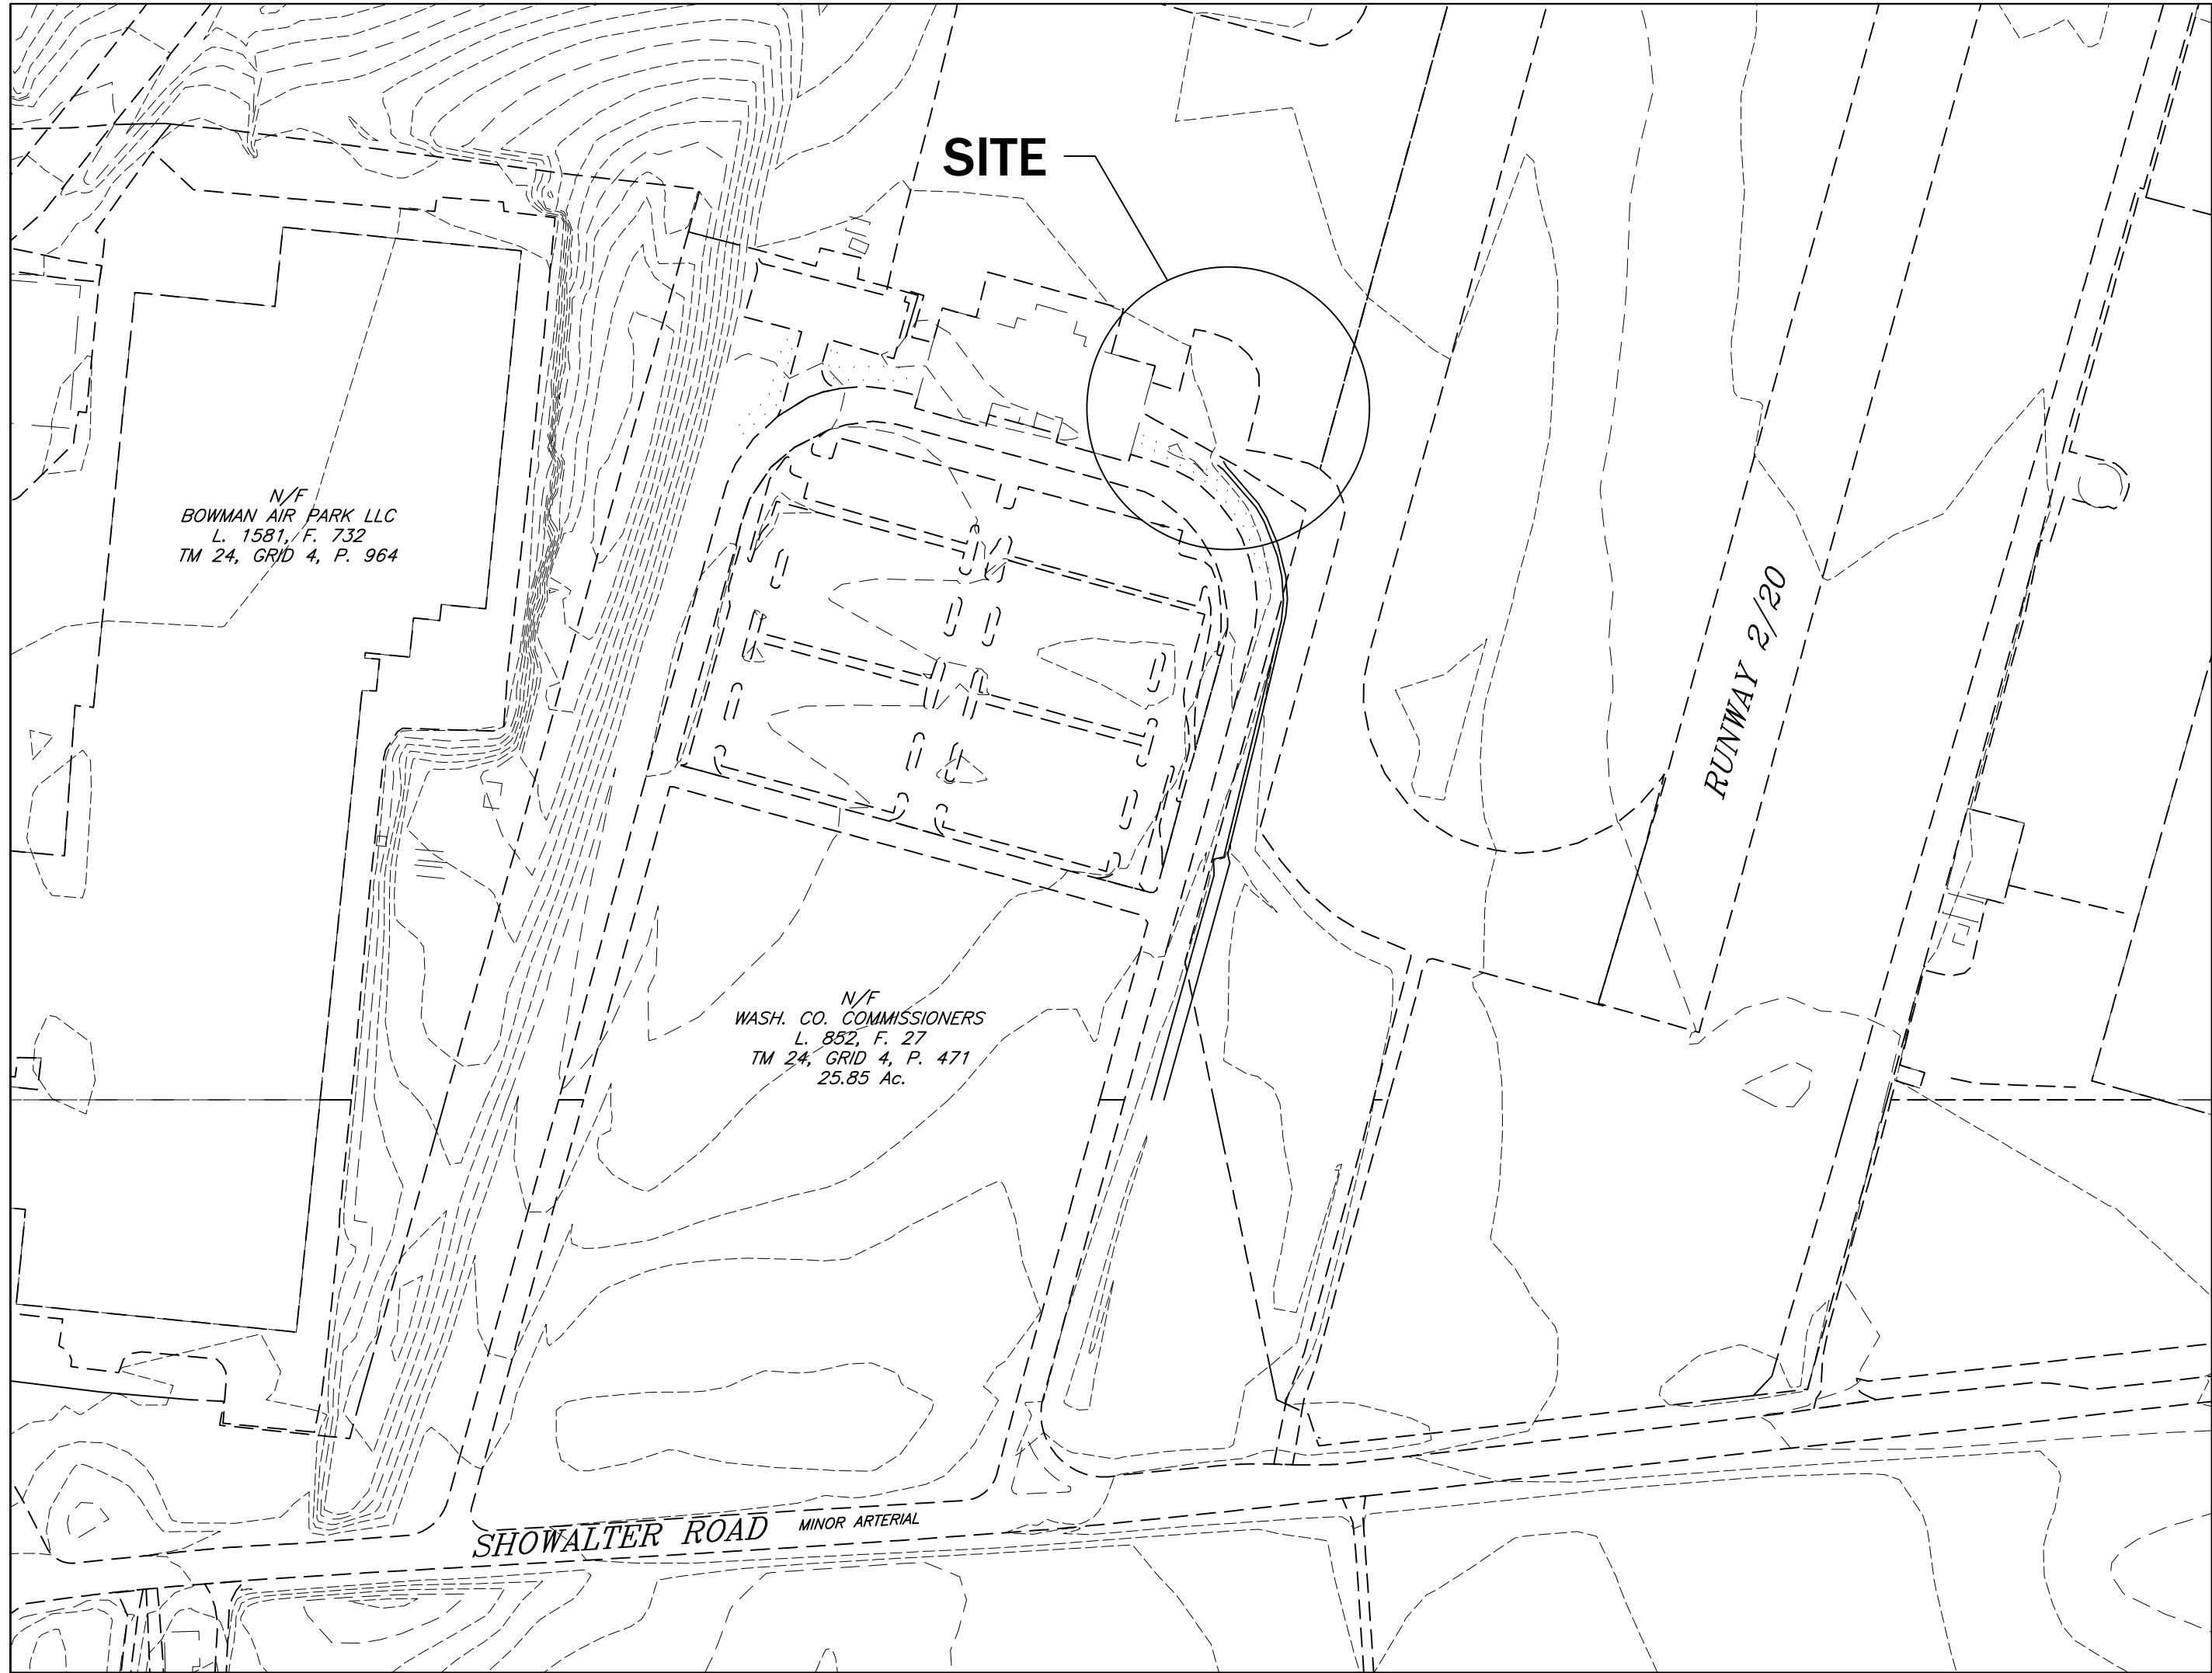 SITE
N/F
BOWMAN AIR PARK LLC
L. 1581, F. 732
TM 24, GRID 4, P. 964
RUNWAY 2/20
N/F
WASH. CO. COMMISSIONERS
L. 852, F. 27
TM 24, GRID 4, P. 471
25.85 Ac.
SHOWALTER ROAD MINOR ARTERIAL